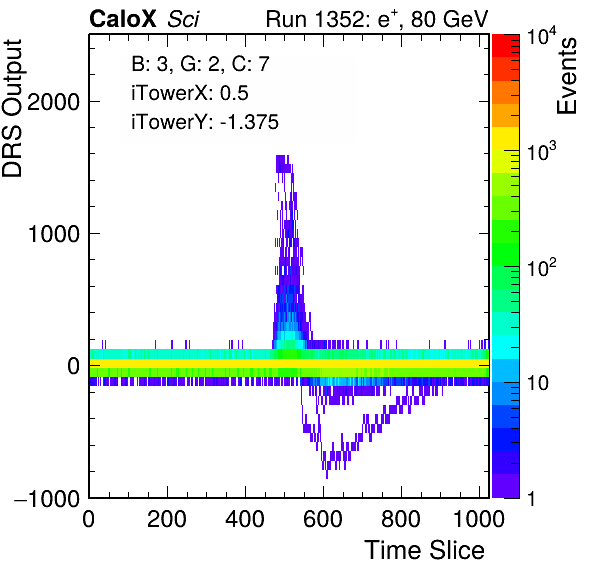 CaloX Sci Run 1352: e⁺, 80 GeV
B: 3, G: 2, C: 7
iTowerX: 0.5
iTowerY: -1.375
DRS Output
2000
1000
0
−1000
0 200 400 600 800 1000
Time Slice
Events
10⁴
10³
10²
10
1